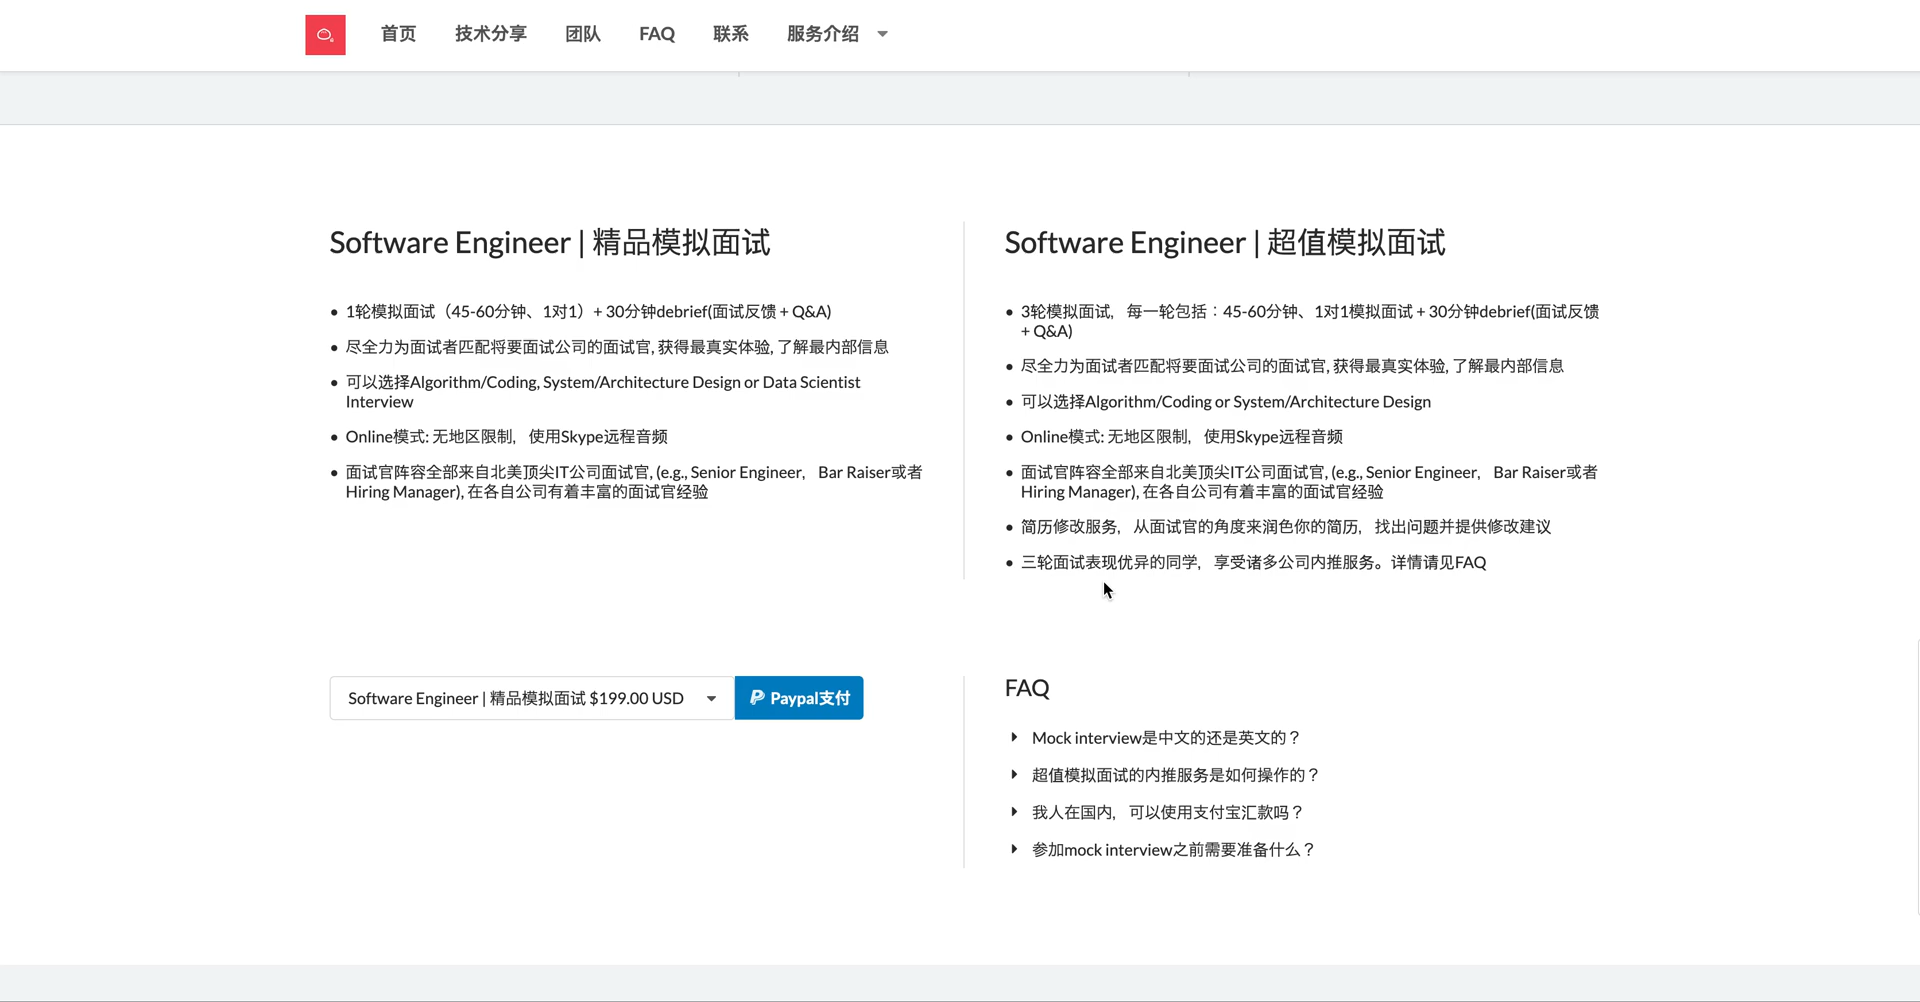 首页 技术分享 团队 FAQ 联系 服务介绍
Software Engineer | 精品模拟面试
1轮模拟面试（45-60分钟、1对1）+ 30分钟debrief(面试反馈 + Q&A)
尽全力为面试者匹配将要面试公司的面试官, 获得最真实体验, 了解最内部信息
可以选择Algorithm/Coding, System/Architecture Design or Data Scientist
Interview
Online模式: 无地区限制，使用Skype远程音频
面试官阵容全部来自北美顶尖IT公司面试官, (e.g., Senior Engineer， Bar Raiser或者
Hiring Manager), 在各自公司有着丰富的面试官经验
Software Engineer | 超值模拟面试
3轮模拟面试，每一轮包括：45-60分钟、1对1模拟面试 + 30分钟debrief(面试反馈
+ Q&A)
尽全力为面试者匹配将要面试公司的面试官, 获得最真实体验, 了解最内部信息
可以选择Algorithm/Coding or System/Architecture Design
Online模式: 无地区限制，使用Skype远程音频
面试官阵容全部来自北美顶尖IT公司面试官, (e.g., Senior Engineer， Bar Raiser或者
Hiring Manager), 在各自公司有着丰富的面试官经验
简历修改服务，从面试官的角度来润色你的简历，找出问题并提供修改建议
三轮面试表现优异的同学，享受诸多公司内推服务。详情请见FAQ
Software Engineer | 精品模拟面试 $199.00 USD
Paypal支付
FAQ
Mock interview是中文的还是英文的？
超值模拟面试的内推服务是如何操作的？
我人在国内，可以使用支付宝汇款吗？
参加mock interview之前需要准备什么？